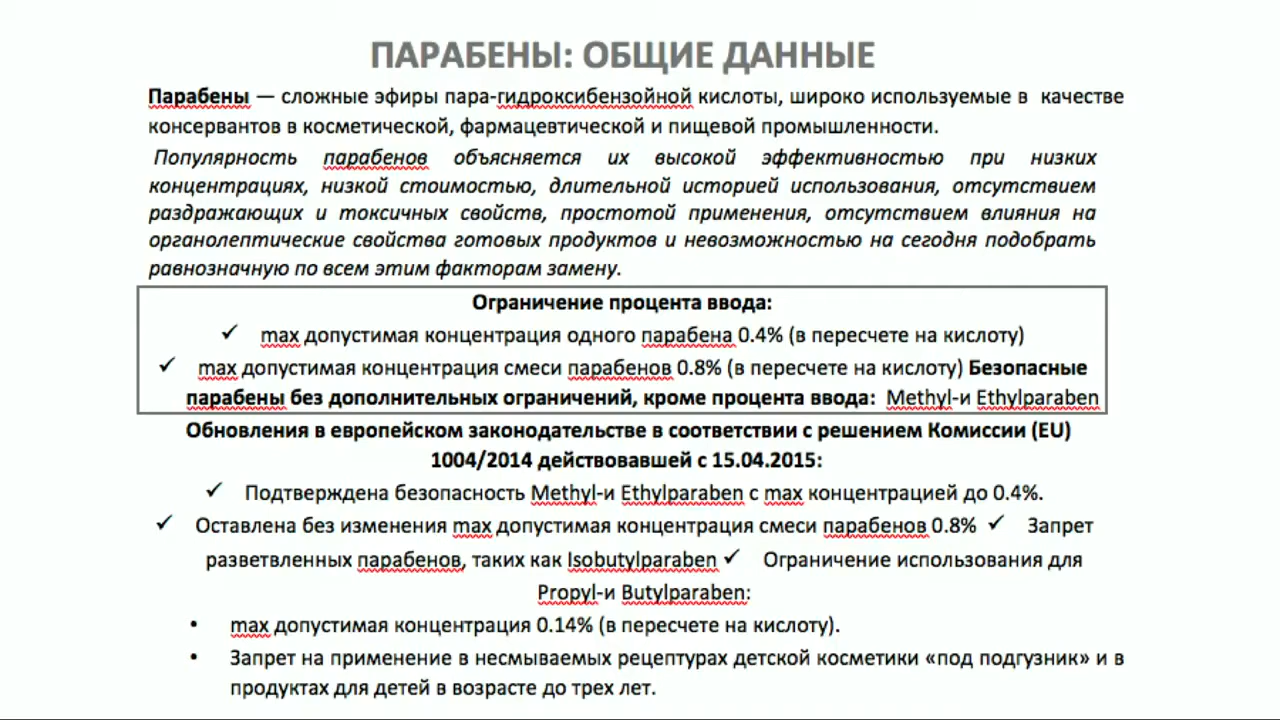 ПАРАБЕНЫ: ОБЩИЕ ДАННЫЕ
Парабены — сложные эфиры пара-гидроксибензойной кислоты, широко используемые в качестве
консервантов в косметической, фармацевтической и пищевой промышленности.
Популярность парабенов объясняется их высокой эффективностью при низких
концентрациях, низкой стоимостью, длительной историей использования, отсутствием
раздражающих и токсичных свойств, простотой применения, отсутствием влияния на
органолептические свойства готовых продуктов и невозможностью на сегодня подобрать
равнозначную по всем этим факторам замену.
Ограничение процента ввода:
✓ max допустимая концентрация одного парабена 0.4% (в пересчете на кислоту)
✓ max допустимая концентрация смеси парабенов 0.8% (в пересчете на кислоту) Безопасные
парабены без дополнительных ограничений, кроме процента ввода: Methyl-и Ethylparaben
Обновления в европейском законодательстве в соответствии с решением Комиссии (EU)
1004/2014 действовавшей с 15.04.2015:
✓ Подтверждена безопасность Methyl-и Ethylparaben с max концентрацией до 0.4%.
✓ Оставлена без изменения max допустимая концентрация смеси парабенов 0.8% ✓ Запрет
разветвленных парабенов, таких как Isobutylparaben ✓ Ограничение использования для
Propyl-и Butylparaben:
• max допустимая концентрация 0.14% (в пересчете на кислоту).
• Запрет на применение в несмываемых рецептурах детской косметики «под подгузник» и в
продуктах для детей в возрасте до трех лет.